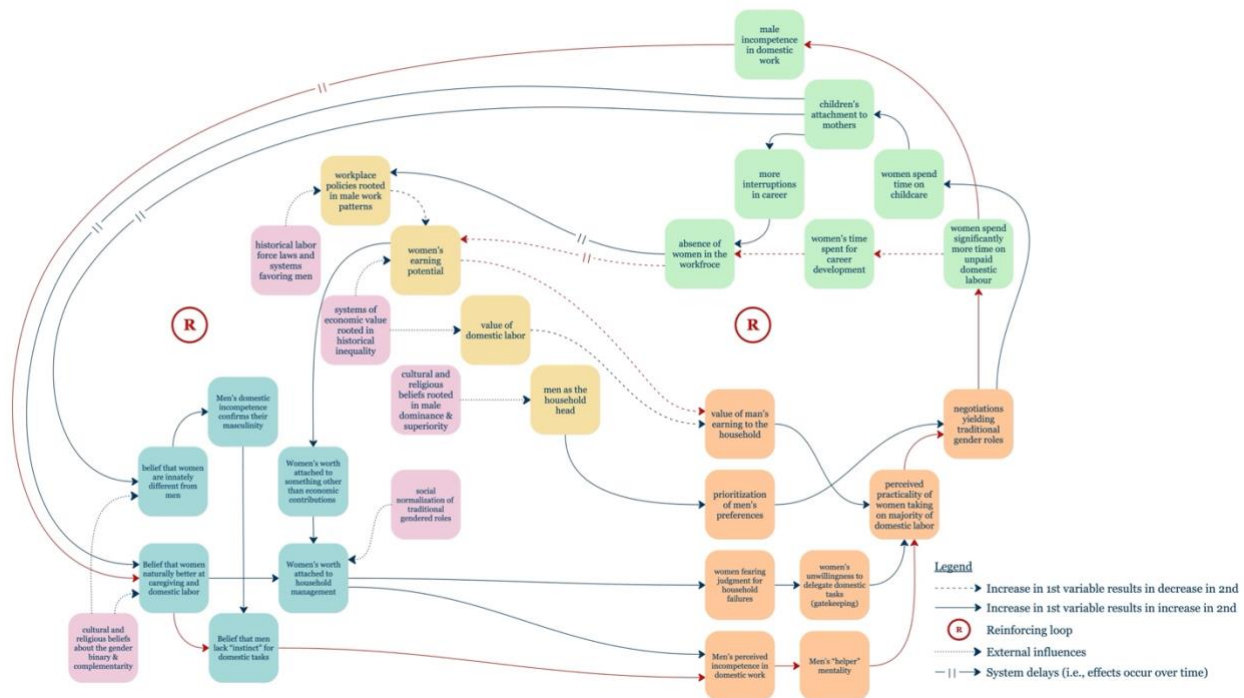 male
incompetence
in domestic
work
children's
attachment to
mothers
workplace
policies rooted
in male work
patterns
more
interruptions
in career
women spend
time on
childcare
historical labor
force laws and
systems
favoring men
women's
earning
potential
absence of
women in the
workfroce
women's time
spent for
career
development
women spend
significantly
more time on
unpaid
domestic
labour
R
systems of
economic value
rooted in
historical
inequality
value of
domestic labor
R
cultural and
religious
beliefs rooted
in male
dominance &
superiority
men as the
household
head
Men's domestic
incompetence
confirms their
masculinity
value of man's
earning to the
household
negotiations
yielding
traditional
gender roles
belief that women
are innately
different from
men
Women's worth
attached to
something other
than economic
contributions
social
normalization of
traditional
gendered roles
prioritization
of men's
preferences
perceived
practicality of
women taking
on majority of
domestic labor
Belief that women
naturally better at
caregiving and
domestic labor
Women's worth
attached to
household
management
women fearing
judgment for
household
failures
women's
unwillingness to
delegate domestic
tasks
(gatekeeping)
cultural and
religious beliefs
about the gender
binary &
complementarity
Belief that men
lack "instinct" for
domestic tasks
Men's perceived
incompetence in
domestic work
Men's "helper"
mentality
Legend
Increase in 1st variable results in decrease in 2nd
Increase in 1st variable results in increase in 2nd
R Reinforcing loop
External influences
System delays (i.e., effects occur over time)